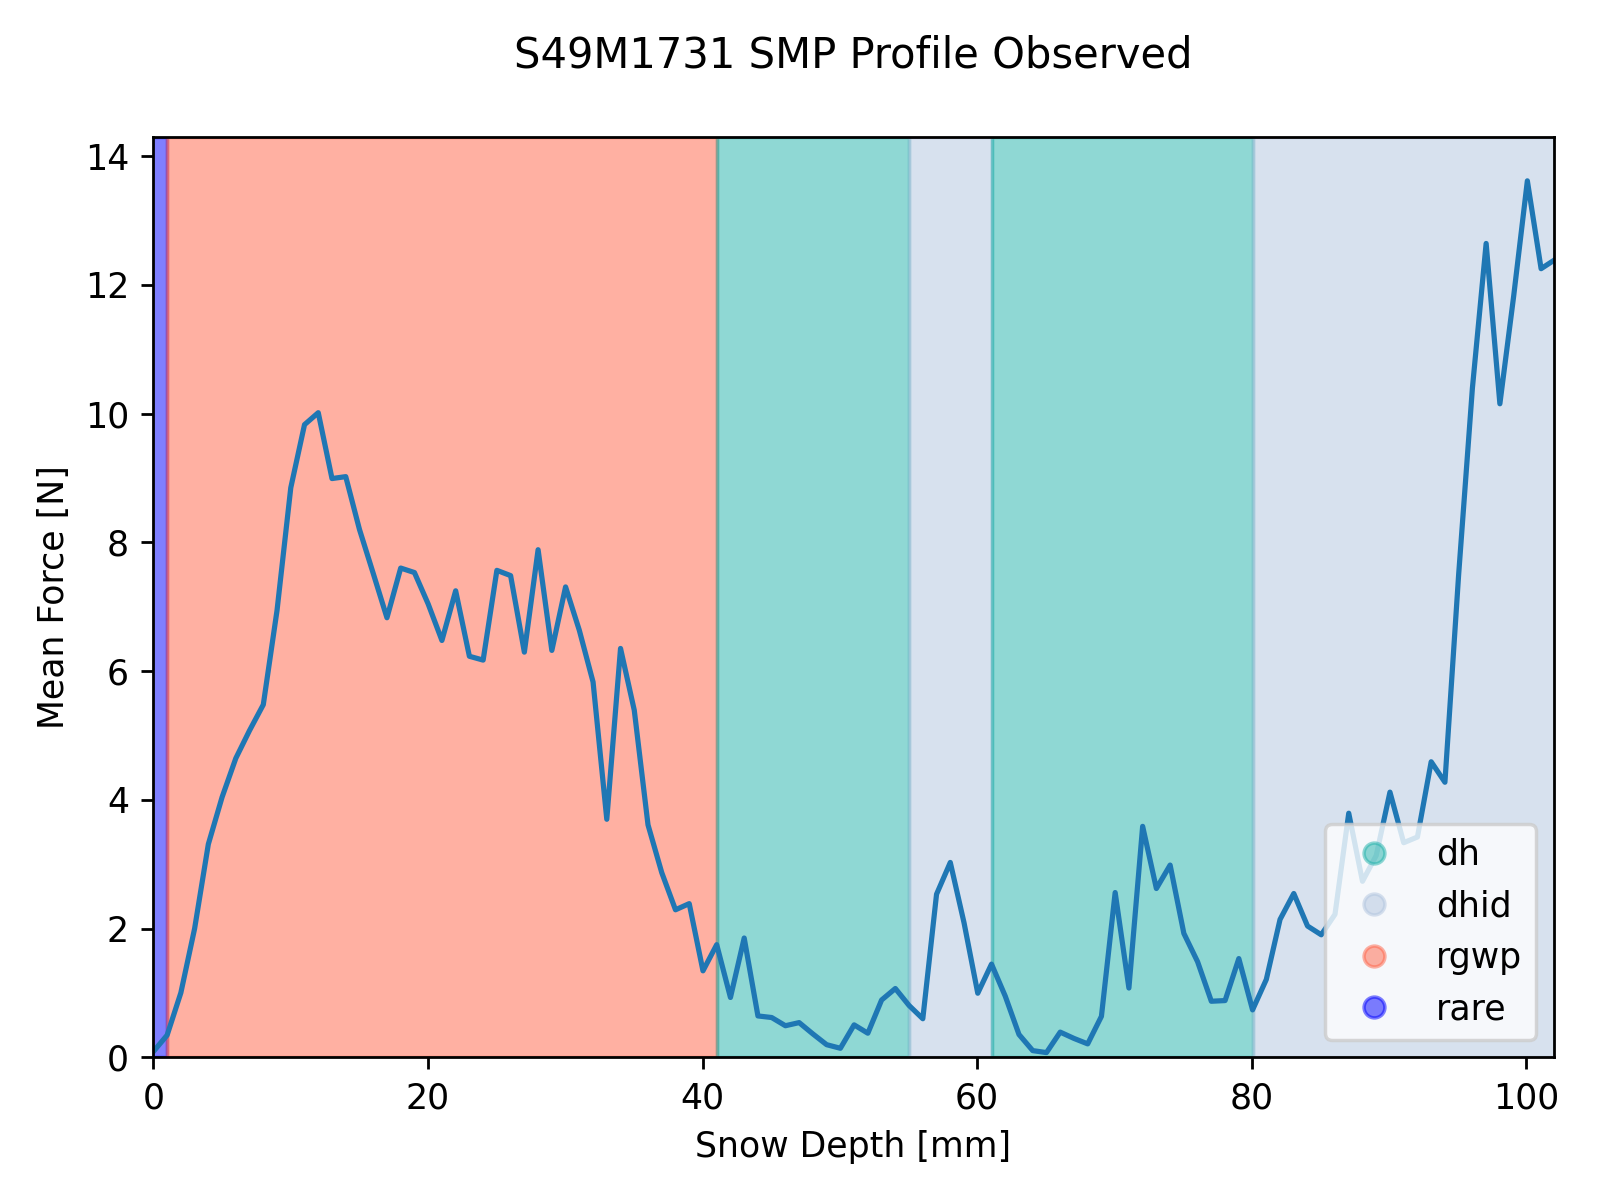 S49M1731 SMP Profile Observed
14
12
10
8
6
4
2
0
Mean Force [N]
0 20 40 60 80 100
Snow Depth [mm]
dh
dhid
rgwp
rare